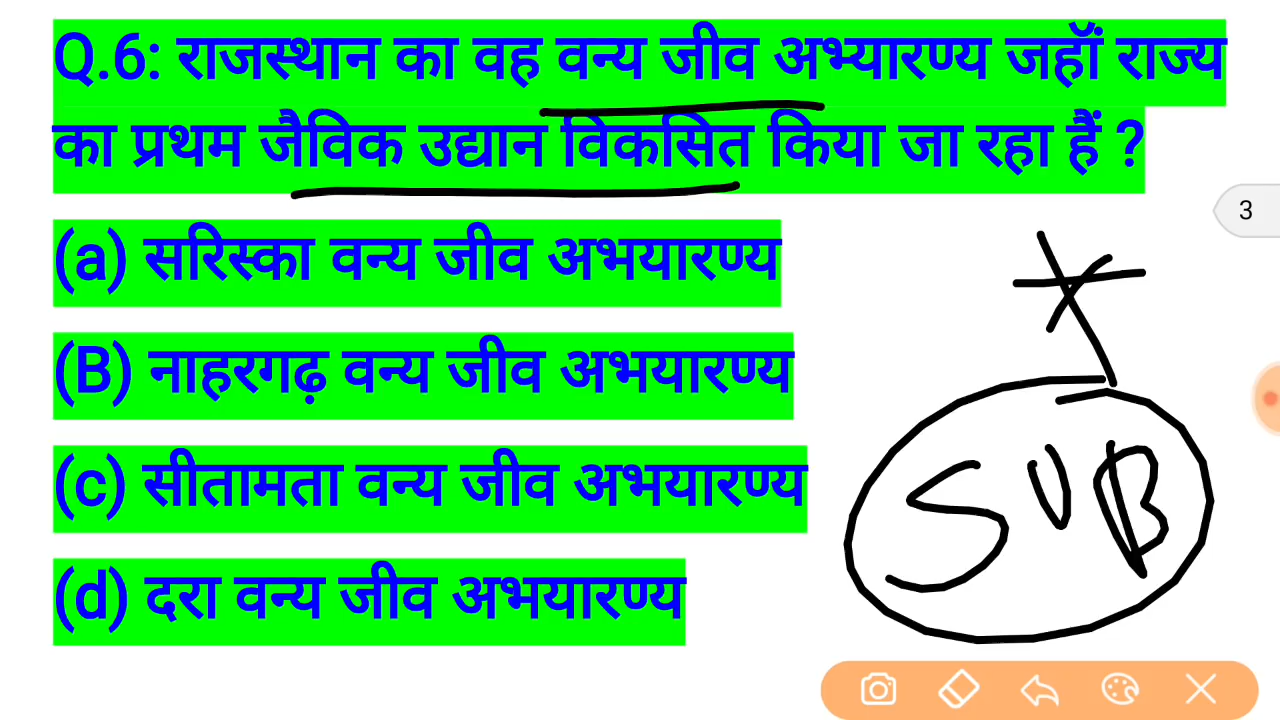 Q.6: राजस्थान का वह वन्य जीव अभ्यारण्य जहाॅं राज्य
का प्रथम जैविक उद्यान विकसित किया जा रहा हैं ?
(a) सरिस्का वन्य जीव अभयारण्य
(B) नाहरगढ़ वन्य जीव अभयारण्य
(c) सीतामता वन्य जीव अभयारण्य
(d) दरा वन्य जीव अभयारण्य
3
SUB